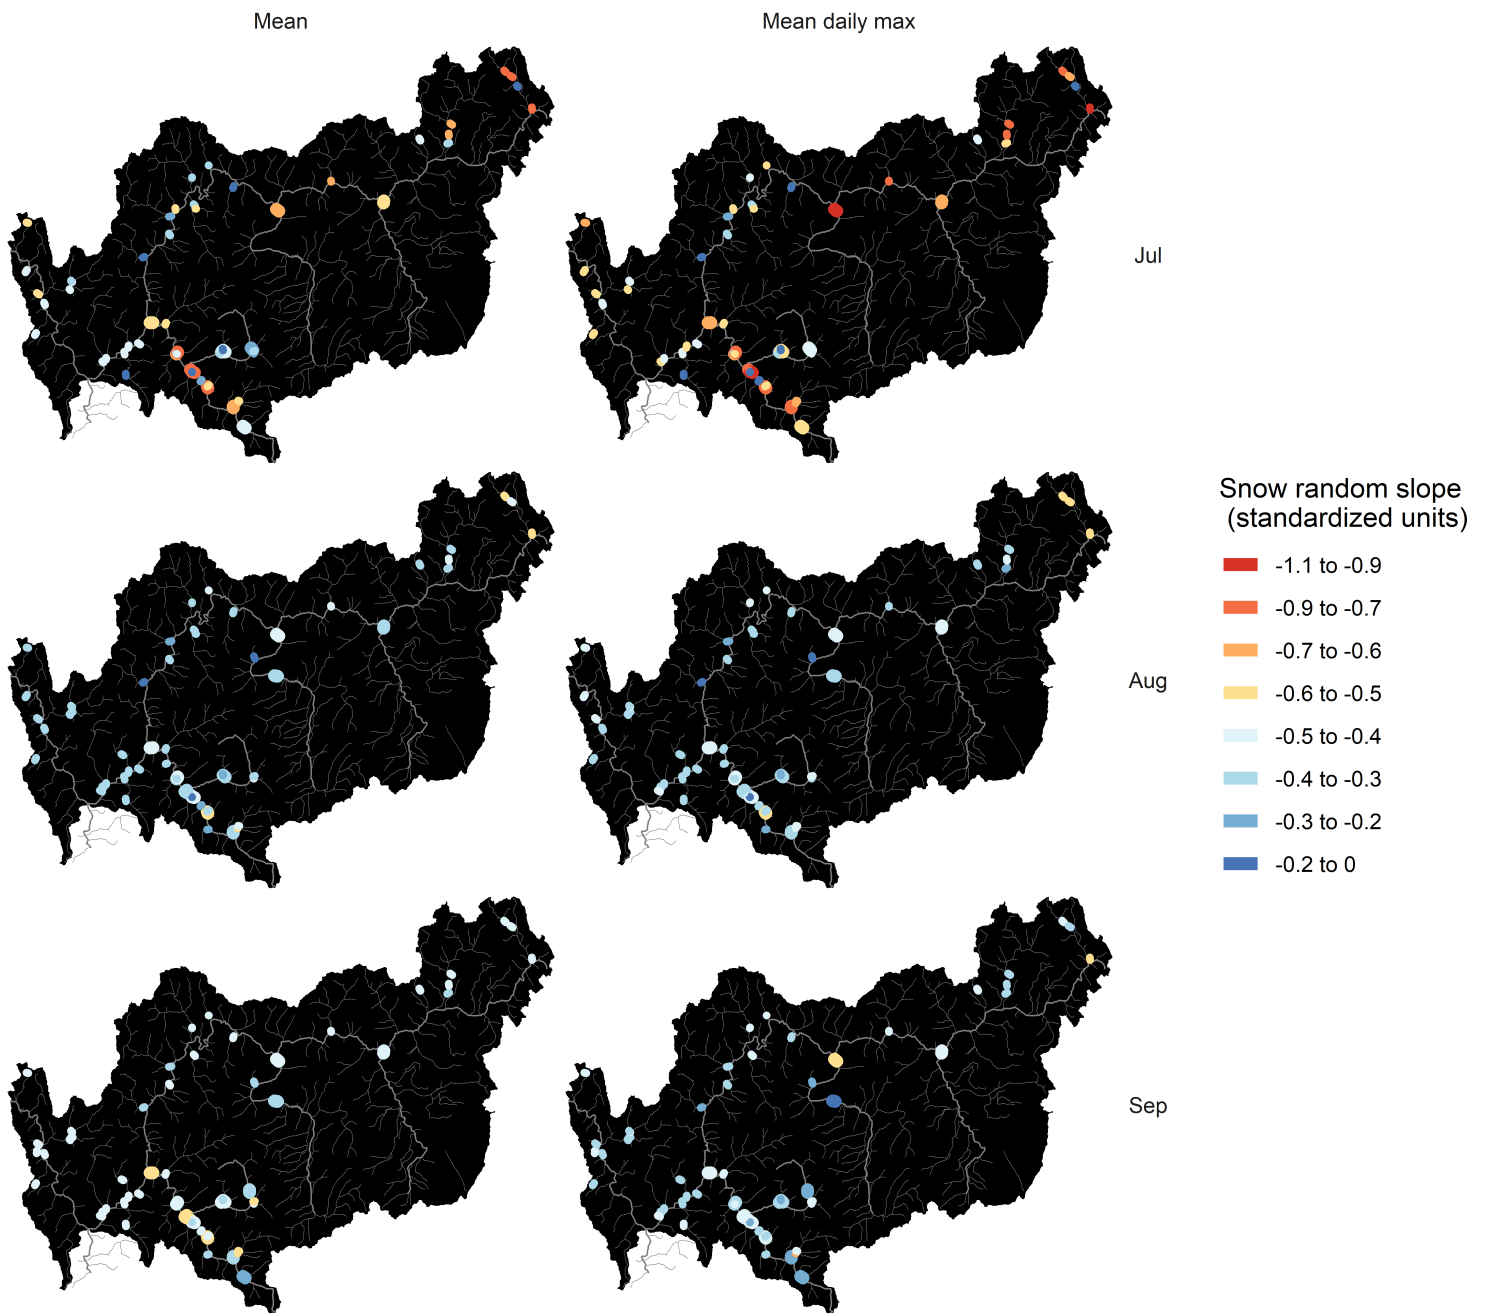 Mean
Mean daily max
Jul
Aug
Sep
Snow random slope
(standardized units)
-1.1 to -0.9
-0.9 to -0.7
-0.7 to -0.6
-0.6 to -0.5
-0.5 to -0.4
-0.4 to -0.3
-0.3 to -0.2
-0.2 to 0